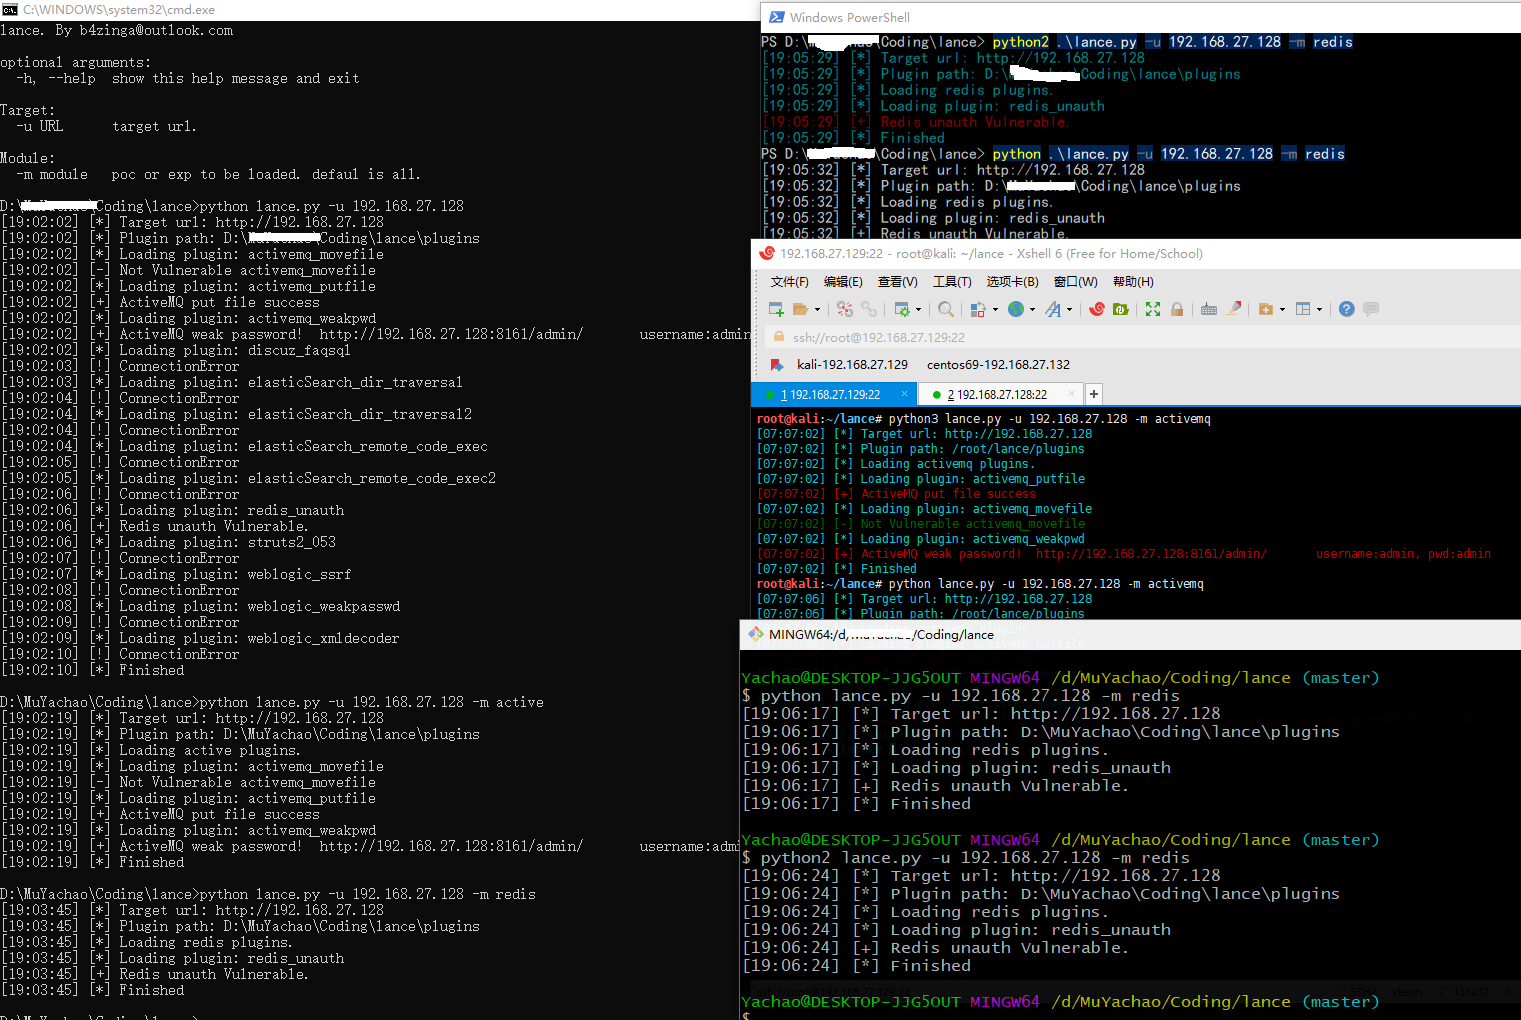 C:\WINDOWS\system32\cmd.exe
lance. By b4zinga@outlook.com
optional arguments:
-h, --help show this help message and exit
Target:
-u URL target url.
Module:
-m module poc or exp to be loaded. defaul is all.
D:\ Coding\lance>python lance.py -u 192.168.27.128
[19:02:02] [*] Target url: http://192.168.27.128
[19:02:02] [*] Plugin path: D:\MuYachao\Coding\lance\plugins
[19:02:02] [*] Loading plugin: activemq_movefile
[19:02:02] [-] Not Vulnerable activemq_movefile
[19:02:02] [*] Loading plugin: activemq_putfile
[19:02:02] [+] ActiveMQ put file success
[19:02:02] [*] Loading plugin: activemq_weakpwd
[19:02:02] [+] ActiveMQ weak password! http://192.168.27.128:8161/admin/ username:admin
[19:02:02] [*] Loading plugin: discuz_faqsql
[19:02:03] [!] ConnectionError
[19:02:03] [*] Loading plugin: elasticSearch_dir_traversal
[19:02:04] [!] ConnectionError
[19:02:04] [*] Loading plugin: elasticSearch_dir_traversal2
[19:02:04] [!] ConnectionError
[19:02:04] [*] Loading plugin: elasticSearch_remote_code_exec
[19:02:05] [!] ConnectionError
[19:02:05] [*] Loading plugin: elasticSearch_remote_code_exec2
[19:02:06] [!] ConnectionError
[19:02:06] [*] Loading plugin: redis_unauth
[19:02:06] [+] Redis unauth Vulnerable.
[19:02:06] [*] Loading plugin: struts2_053
[19:02:07] [!] ConnectionError
[19:02:07] [*] Loading plugin: weblogic_ssrf
[19:02:08] [!] ConnectionError
[19:02:08] [*] Loading plugin: weblogic_weakpasswd
[19:02:09] [!] ConnectionError
[19:02:09] [*] Loading plugin: weblogic_xmldecoder
[19:02:10] [!] ConnectionError
[19:02:10] [*] Finished
D:\MuYachao\Coding\lance>python lance.py -u 192.168.27.128 -m active
[19:02:19] [*] Target url: http://192.168.27.128
[19:02:19] [*] Plugin path: D:\MuYachao\Coding\lance\plugins
[19:02:19] [*] Loading active plugins.
[19:02:19] [*] Loading plugin: activemq_movefile
[19:02:19] [-] Not Vulnerable activemq_movefile
[19:02:19] [*] Loading plugin: activemq_putfile
[19:02:19] [+] ActiveMQ put file success
[19:02:19] [*] Loading plugin: activemq_weakpwd
[19:02:19] [+] ActiveMQ weak password! http://192.168.27.128:8161/admin/ username:admi
[19:02:19] [*] Finished
D:\MuYachao\Coding\lance>python lance.py -u 192.168.27.128 -m redis
[19:03:45] [*] Target url: http://192.168.27.128
[19:03:45] [*] Plugin path: D:\MuYachao\Coding\lance\plugins
[19:03:45] [*] Loading redis plugins.
[19:03:45] [*] Loading plugin: redis_unauth
[19:03:45] [+] Redis unauth Vulnerable.
[19:03:45] [*] Finished
D:\MuYachao\Coding\lance>
Windows PowerShell
PS D:\ \Coding\lance> python2 .\lance.py -u 192.168.27.128 -m redis
[19:05:29] [*] Target url: http://192.168.27.128
[19:05:29] [*] Plugin path: D:\ Coding\lance\plugins
[19:05:29] [*] Loading redis plugins.
[19:05:29] [*] Loading plugin: redis_unauth
[19:05:29] [+] Redis unauth Vulnerable.
[19:05:29] [*] Finished
PS D:\ \Coding\lance> python .\lance.py -u 192.168.27.128 -m redis
[19:05:32] [*] Target url: http://192.168.27.128
[19:05:32] [*] Plugin path: D:\MuYachao\Coding\lance\plugins
[19:05:32] [*] Loading redis plugins.
[19:05:32] [*] Loading plugin: redis_unauth
[19:05:32] [+] Redis unauth Vulnerable.
192.168.27.129:22 - root@kali: ~/lance - Xshell 6 (Free for Home/School)
文件(F) 编辑(E) 查看(V) 工具(T) 选项卡(B) 窗口(W) 帮助(H)
ssh://root@192.168.27.129:22
kali-192.168.27.129 centos69-192.168.27.132
1 192.168.27.129:22 × 2 192.168.27.128:22 × +
root@kali:~/lance# python3 lance.py -u 192.168.27.128 -m activemq
[07:07:02] [*] Target url: http://192.168.27.128
[07:07:02] [*] Plugin path: /root/lance/plugins
[07:07:02] [*] Loading activemq plugins.
[07:07:02] [*] Loading plugin: activemq_putfile
[07:07:02] [+] ActiveMQ put file success
[07:07:02] [*] Loading plugin: activemq_movefile
[07:07:02] [-] Not Vulnerable activemq_movefile
[07:07:02] [*] Loading plugin: activemq_weakpwd
[07:07:02] [+] ActiveMQ weak password! http://192.168.27.128:8161/admin/ username:admin, pwd:admin
[07:07:02] [*] Finished
root@kali:~/lance# python lance.py -u 192.168.27.128 -m activemq
[07:07:06] [*] Target url: http://192.168.27.128
[07:07:06] [*] Plugin path: /root/lance/plugins
MINGW64:/d/MuYachao/Coding/lance
Yachao@DESKTOP-JJG5OUT MINGW64 /d/MuYachao/Coding/lance (master)
$ python lance.py -u 192.168.27.128 -m redis
[19:06:17] [*] Target url: http://192.168.27.128
[19:06:17] [*] Plugin path: D:\MuYachao\Coding\lance\plugins
[19:06:17] [*] Loading redis plugins.
[19:06:17] [*] Loading plugin: redis_unauth
[19:06:17] [+] Redis unauth Vulnerable.
[19:06:17] [*] Finished
Yachao@DESKTOP-JJG5OUT MINGW64 /d/MuYachao/Coding/lance (master)
$ python2 lance.py -u 192.168.27.128 -m redis
[19:06:24] [*] Target url: http://192.168.27.128
[19:06:24] [*] Plugin path: D:\MuYachao\Coding\lance\plugins
[19:06:24] [*] Loading redis plugins.
[19:06:24] [*] Loading plugin: redis_unauth
[19:06:24] [+] Redis unauth Vulnerable.
[19:06:24] [*] Finished
Yachao@DESKTOP-JJG5OUT MINGW64 /d/MuYachao/Coding/lance (master)
$